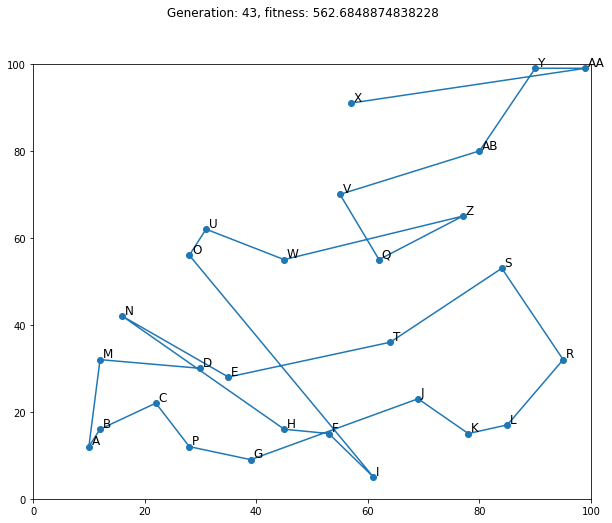 Generation: 43, fitness: 562.6848874838228
100
Y
AA
X
80
AB
V
Z
U
60
O
W
Q
S
40
N
T
R
M
D
E
20
C
J
B
H
F
K
L
A
P
G
I
0
0
20
40
60
80
100